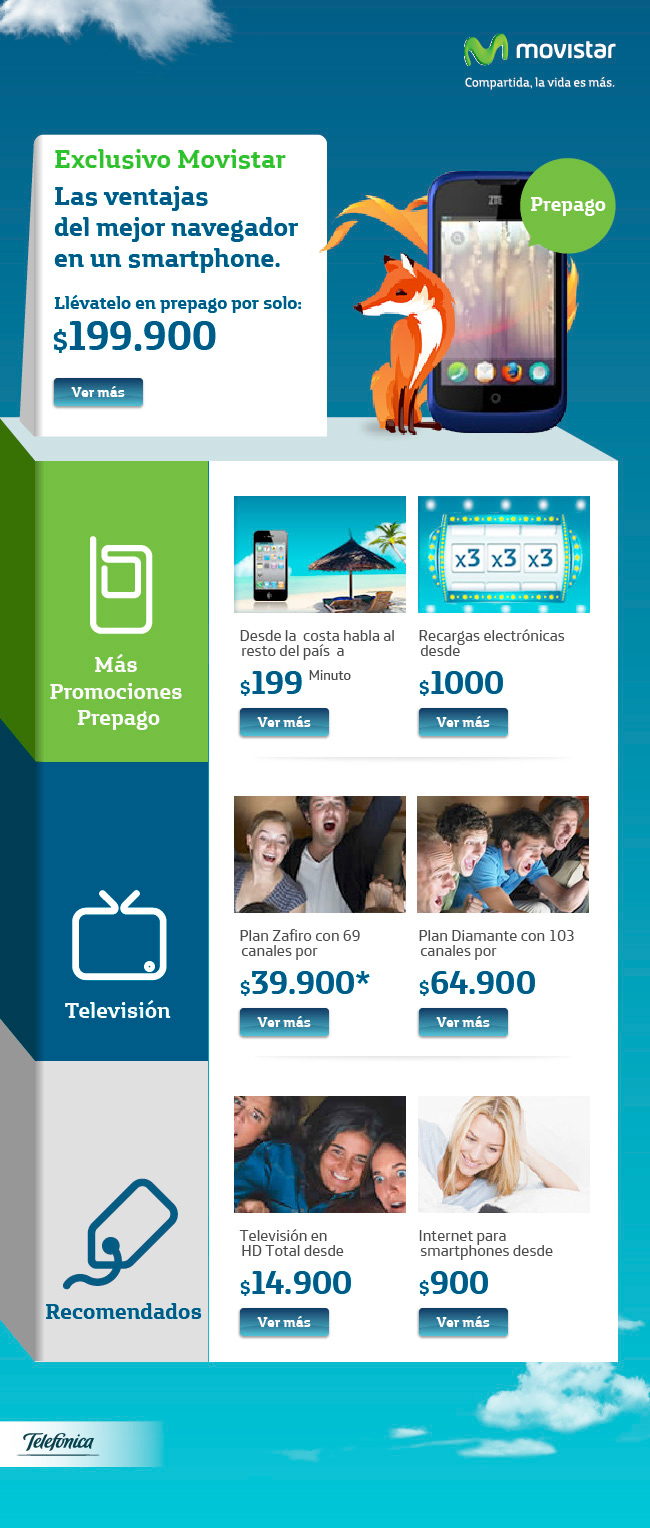 movistar
Compartida, la vida es más.
Exclusivo Movistar
Las ventajas
del mejor navegador
en un smartphone.
Llévatelo en prepago por solo:
$199.900
Ver más
ZTE
Prepago
Más
Promociones
Prepago
Desde la costa habla al
resto del país a
$199 Minuto
Ver más
x3 x3 x3
Recargas electrónicas
desde
$1000
Ver más
Televisión
Plan Zafiro con 69
canales por
$39.900*
Ver más
Plan Diamante con 103
canales por
$64.900
Ver más
Recomendados
Televisión en
HD Total desde
$14.900
Ver más
Internet para
smartphones desde
$900
Ver más
Telefónica